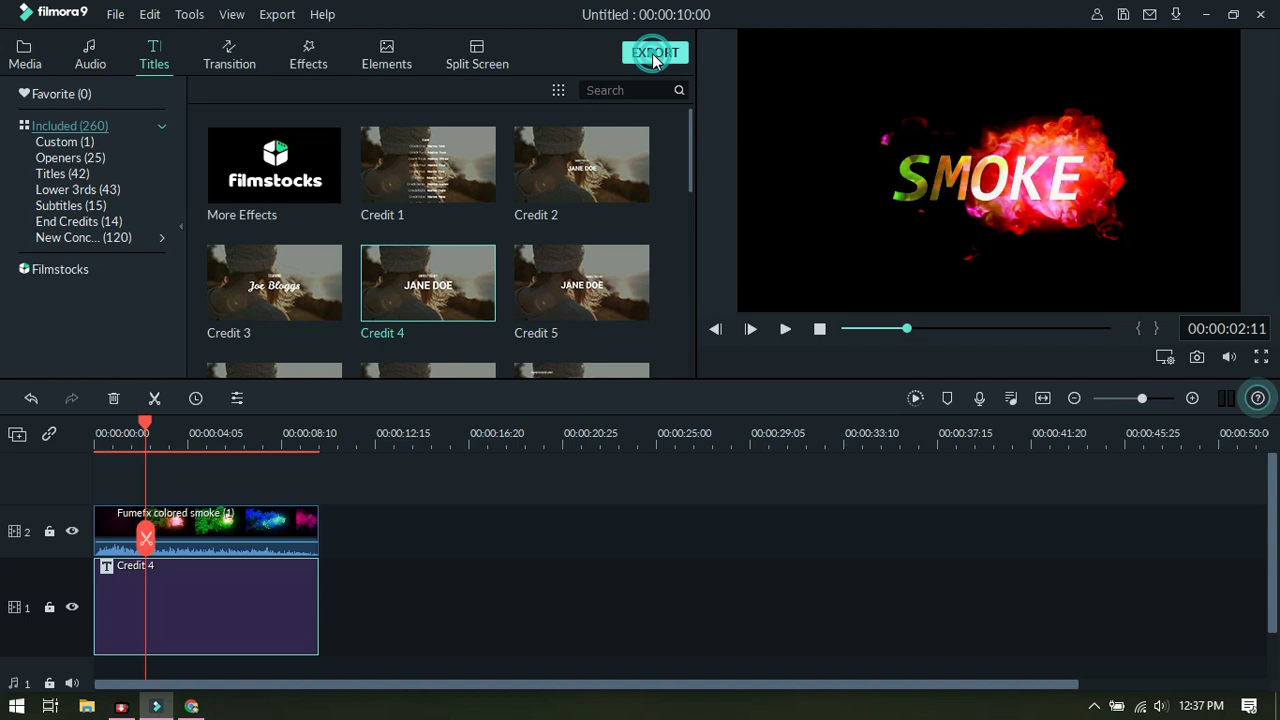 filmora9 File Edit Tools View Export Help Untitled : 00:00:10:00
Media Audio Titles Transition Effects Elements Split Screen EXPORT
Favorite (0)
Search
Included (260)
Custom (1)
Openers (25)
Titles (42)
Lower 3rds (43)
Subtitles (15)
End Credits (14)
New Conc... (120)
Filmstocks
filmstocks
More Effects
Credit 1
JANE DOE
Credit 2
Joe Bloggs
Credit 3
JANE DOE
Credit 4
JANE DOE
Credit 5
SMOKE
00:00:02:11
00:00:00:00 00:00:04:05 00:00:08:10 00:00:12:15 00:00:16:20 00:00:20:25 00:00:25:00 00:00:29:05 00:00:33:10 00:00:37:15 00:00:41:20 00:00:45:25 00:00:50:0
2
Fumefx colored smoke (1)
1
T Credit 4
1
12:37 PM